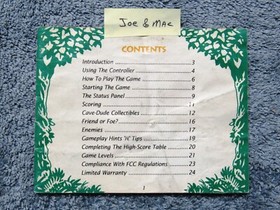 Joe & Mac
CONTENTS
Introduction 3
Using The Controller 4
How To Play The Game 6
Starting The Game 8
The Status Panel 9
Scoring 11
Cave-Dude Collectibles 12
Friend or Foe? 16
Enemies 17
Gameplay Hints 'N' Tips 18
Completing The High-Score Table 20
Game Levels 21
Compliance With FCC Regulations 23
Limited Warranty 24
1